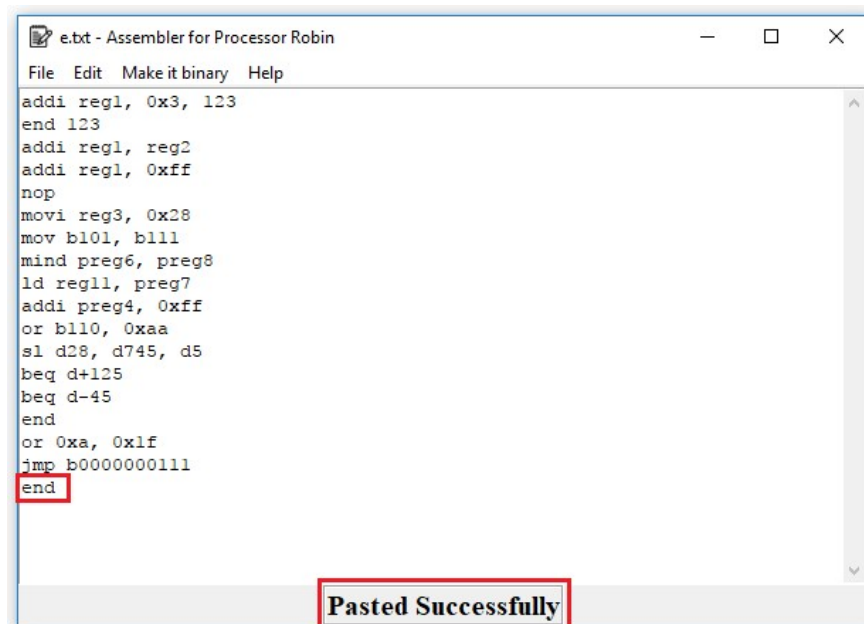 e.txt - Assembler for Processor Robin
File Edit Make it binary Help
addi reg1, 0x3, 123
end 123
addi reg1, reg2
addi reg1, 0xff
nop
movi reg3, 0x28
mov b101, b111
mind preg6, preg8
ld reg11, preg7
addi preg4, 0xff
or b110, 0xaa
sl d28, d745, d5
beq d+125
beq d-45
end
or 0xa, 0x1f
jmp b0000000111
end
Pasted Successfully